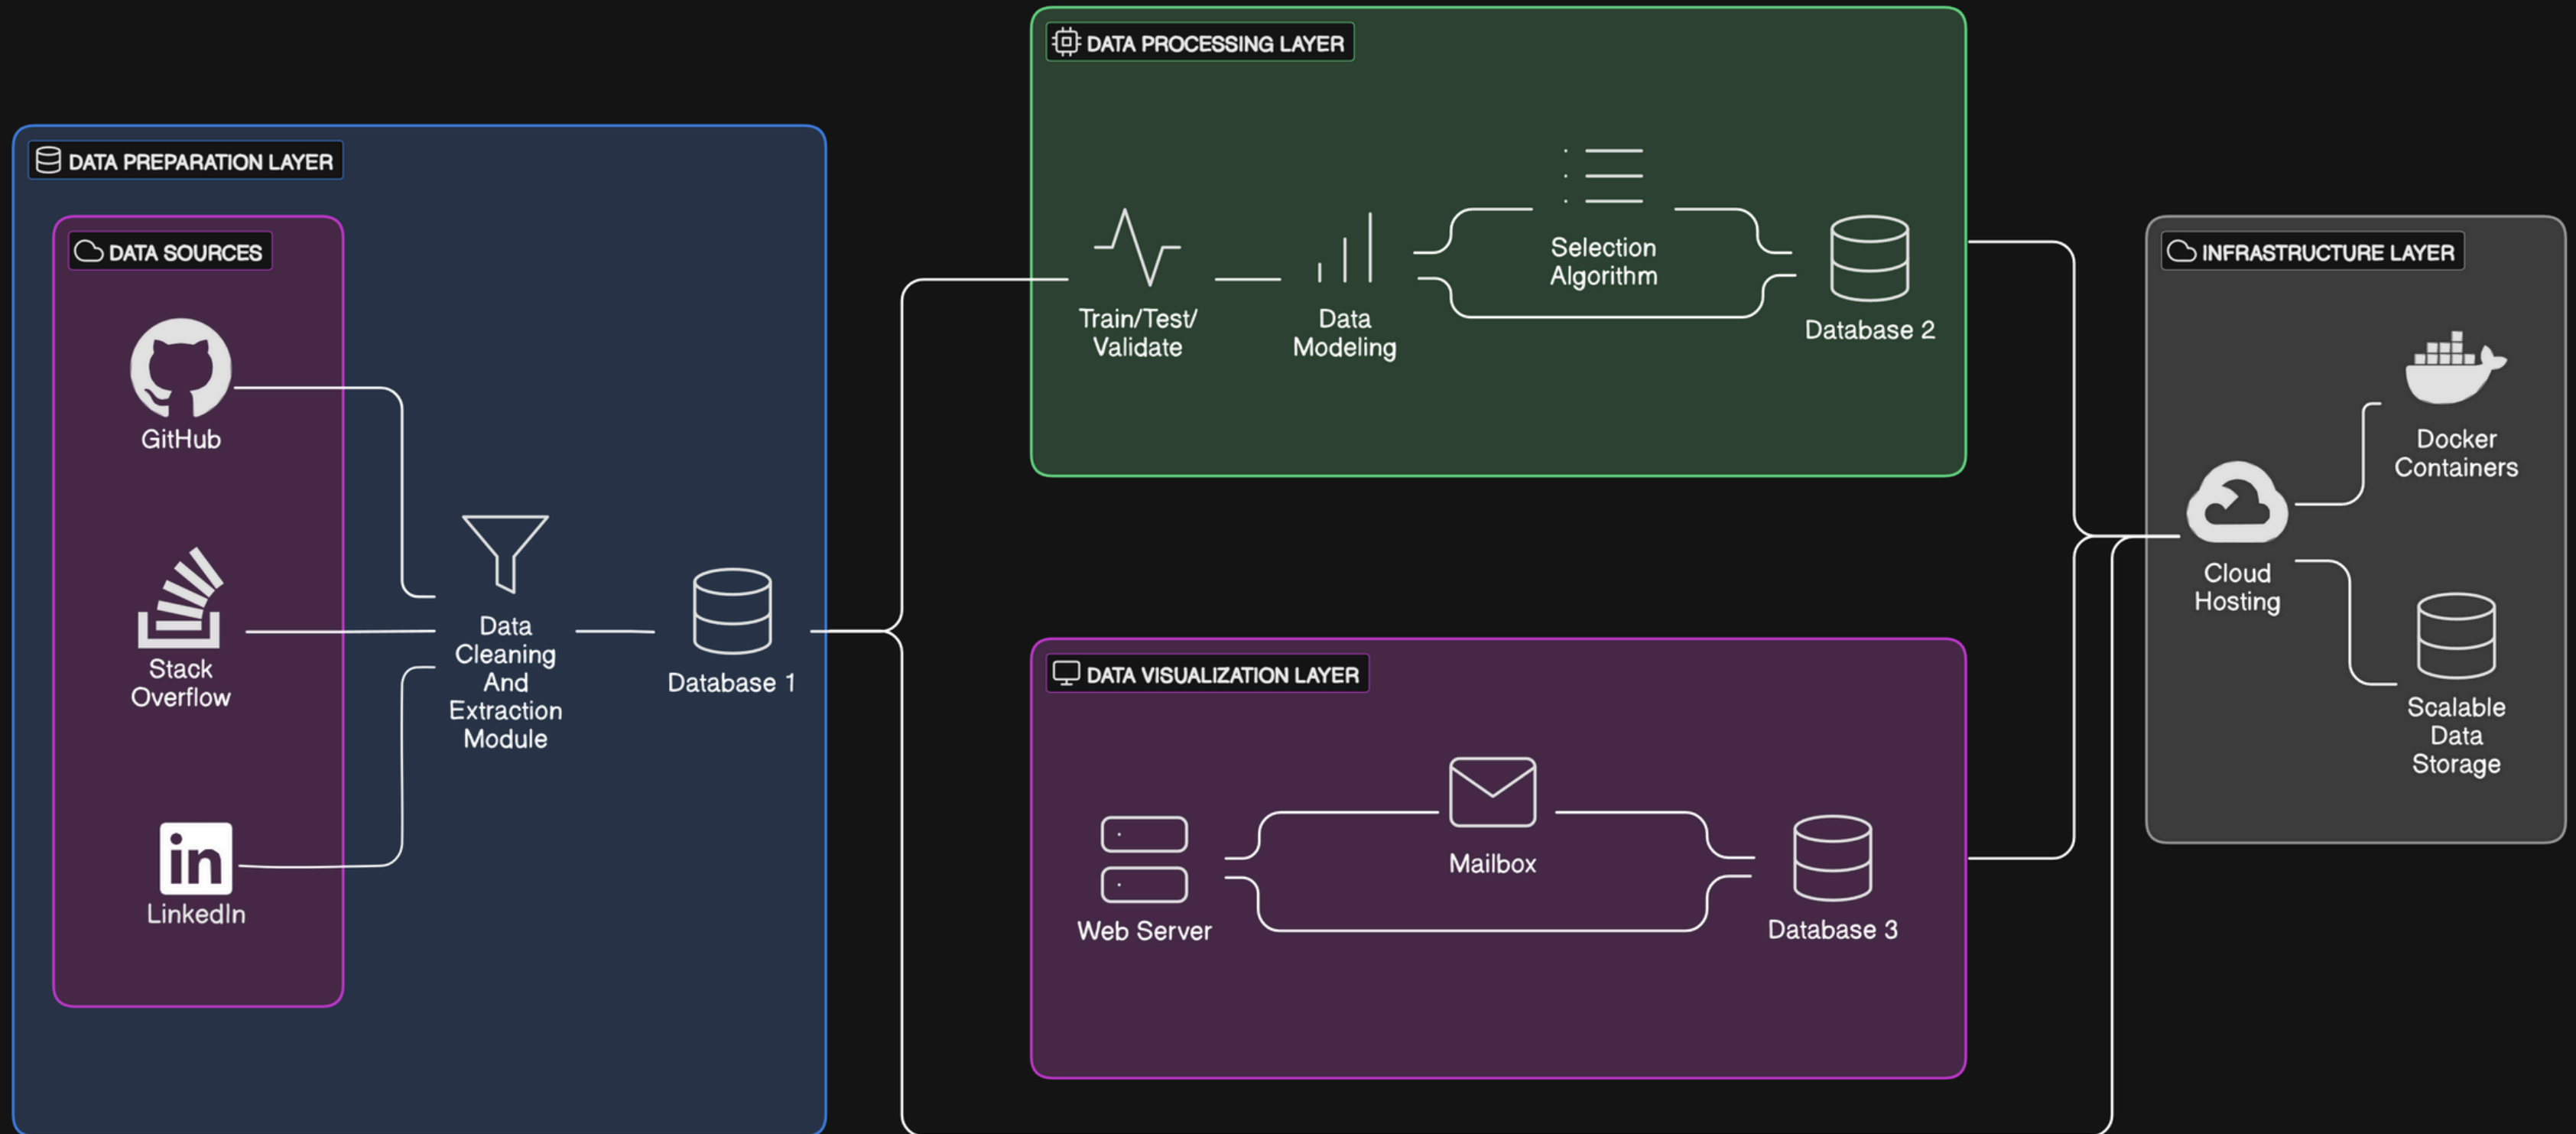 DATA PREPARATION LAYER
DATA SOURCES
GitHub
Stack
Overflow
in
LinkedIn
Data
Cleaning
And
Extraction
Module
Database 1
DATA PROCESSING LAYER
Train/Test/
Validate
Data
Modeling
Selection
Algorithm
Database 2
DATA VISUALIZATION LAYER
Web Server
Mailbox
Database 3
INFRASTRUCTURE LAYER
Cloud
Hosting
Docker
Containers
Scalable
Data
Storage